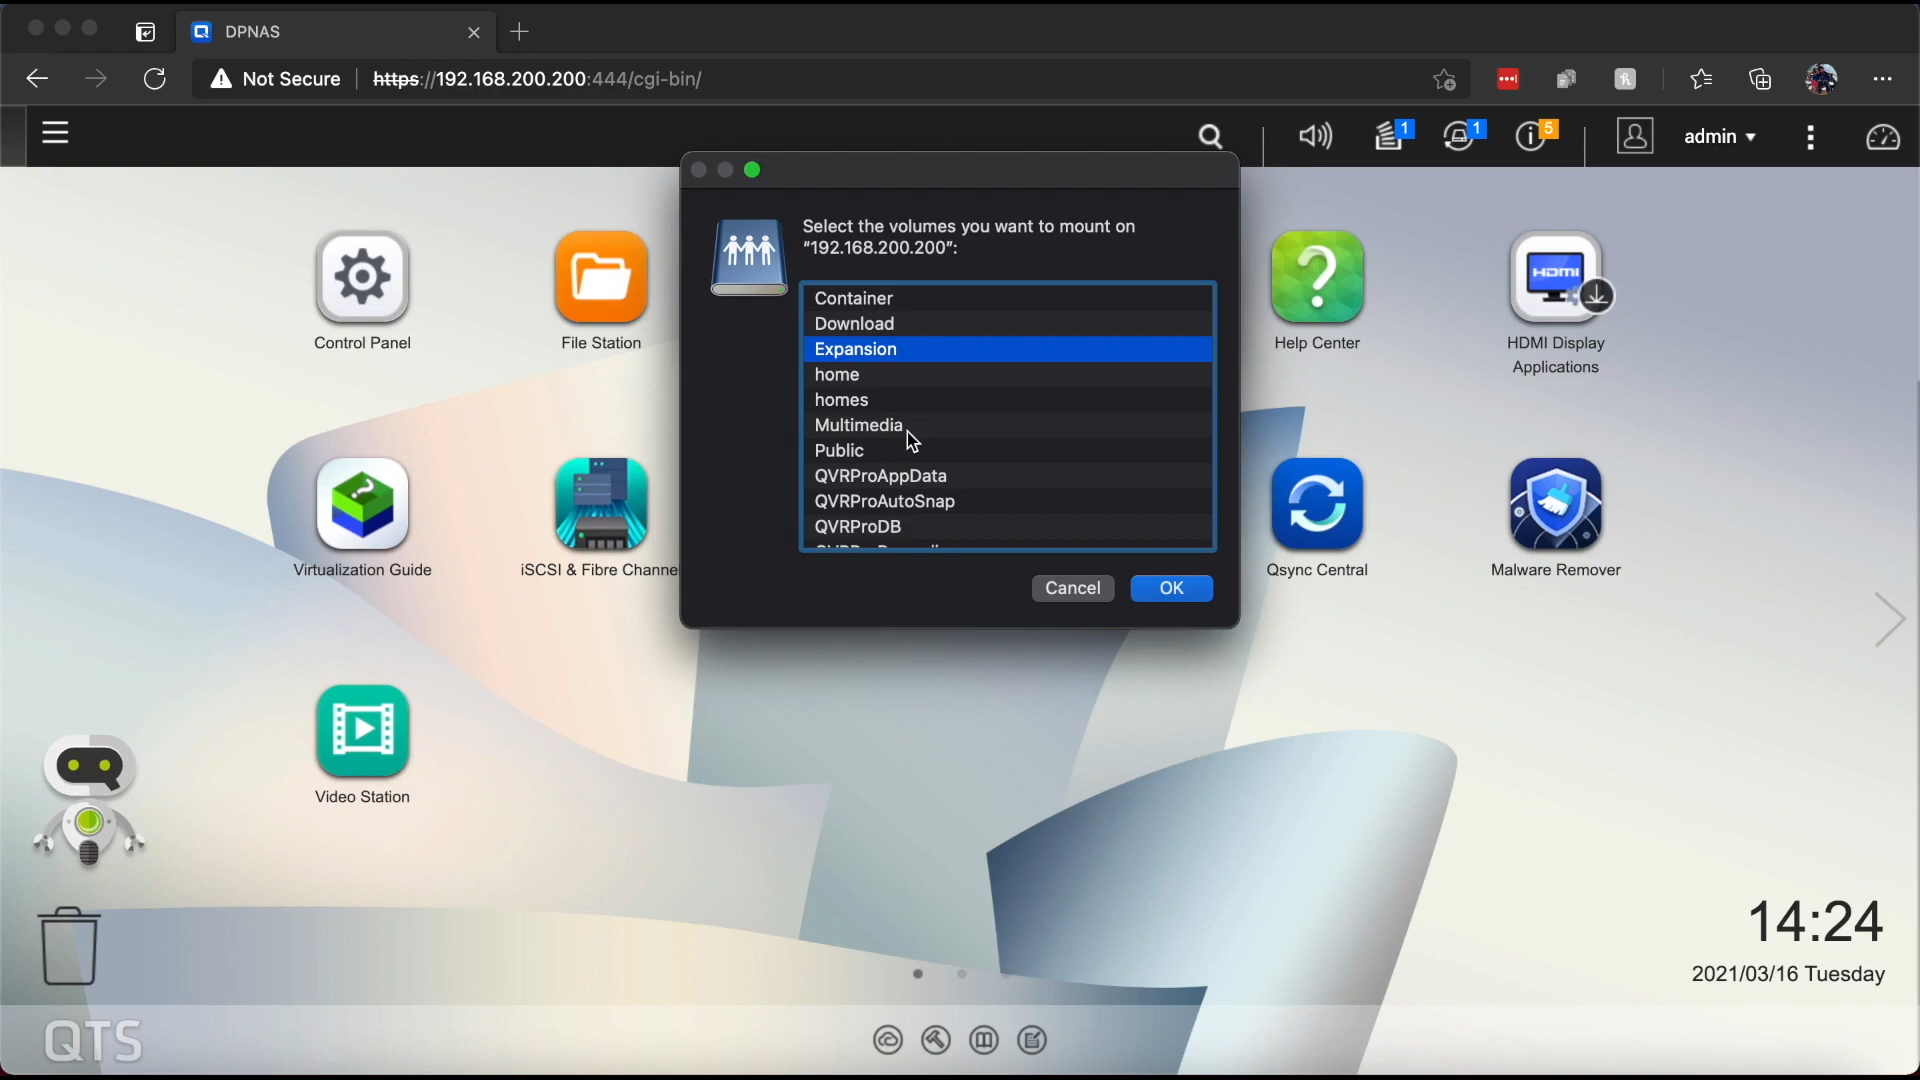 DPNAS
Not Secure
https://192.168.200.200:444/cgi-bin/
1
1
5
admin
Select the volumes you want to mount on
“192.168.200.200”:
Container
Download
Expansion
home
homes
Multimedia
Public
QVRProAppData
QVRProAutoSnap
QVRProDB
Cancel
OK
Control Panel
File Station
Help Center
HDMI
HDMI Display
Applications
Virtualization Guide
iSCSI & Fibre Channe
Qsync Central
Malware Remover
Video Station
14:24
2021/03/16 Tuesday
QTS